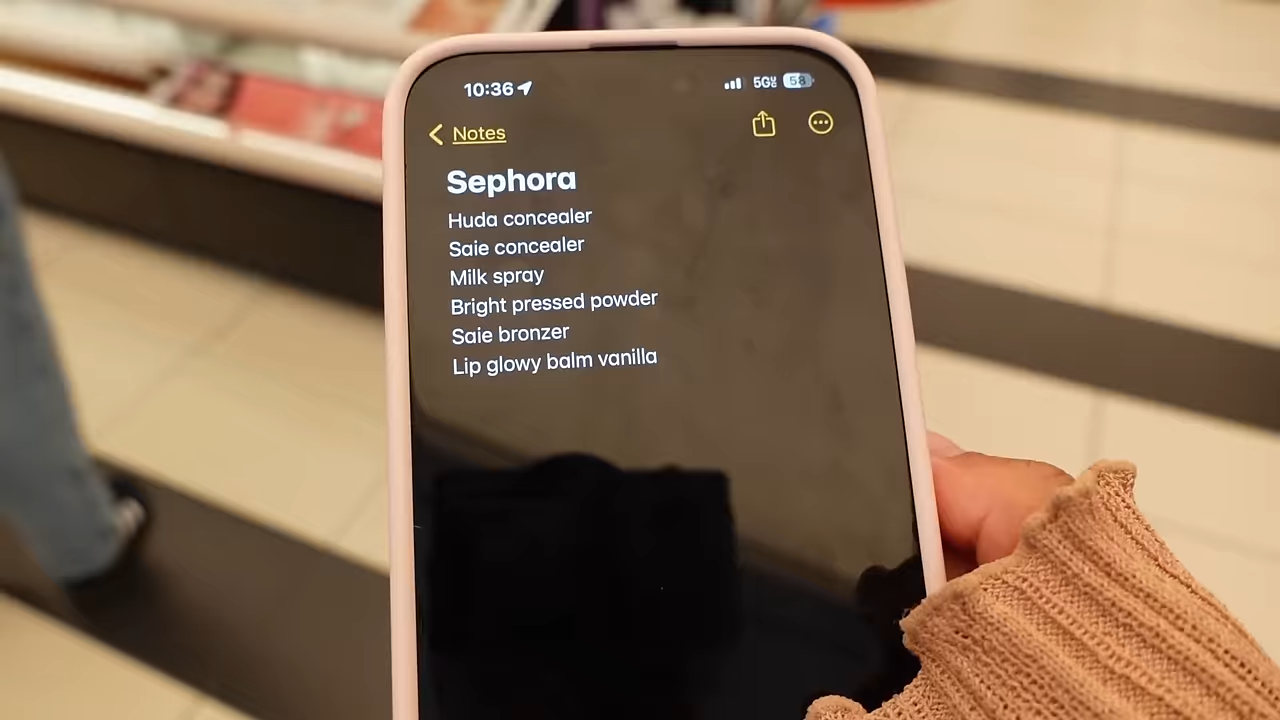 10:36
5G 58
Notes
Sephora
Huda concealer
Saie concealer
Milk spray
Bright pressed powder
Saie bronzer
Lip glowy balm vanilla